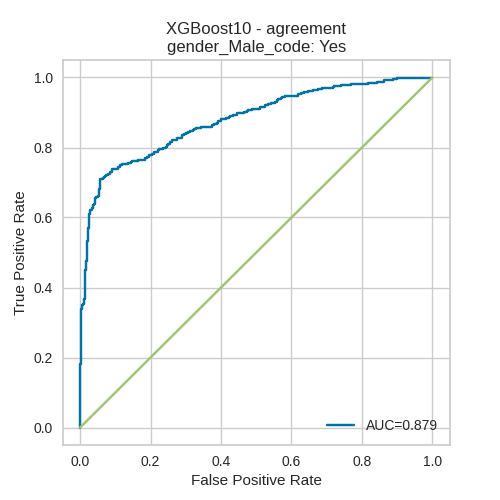 XGBoost10 - agreement
gender_Male_code: Yes
True Positive Rate
1.0
0.8
0.6
0.4
0.2
0.0
AUC=0.879
0.0 0.2 0.4 0.6 0.8 1.0
False Positive Rate